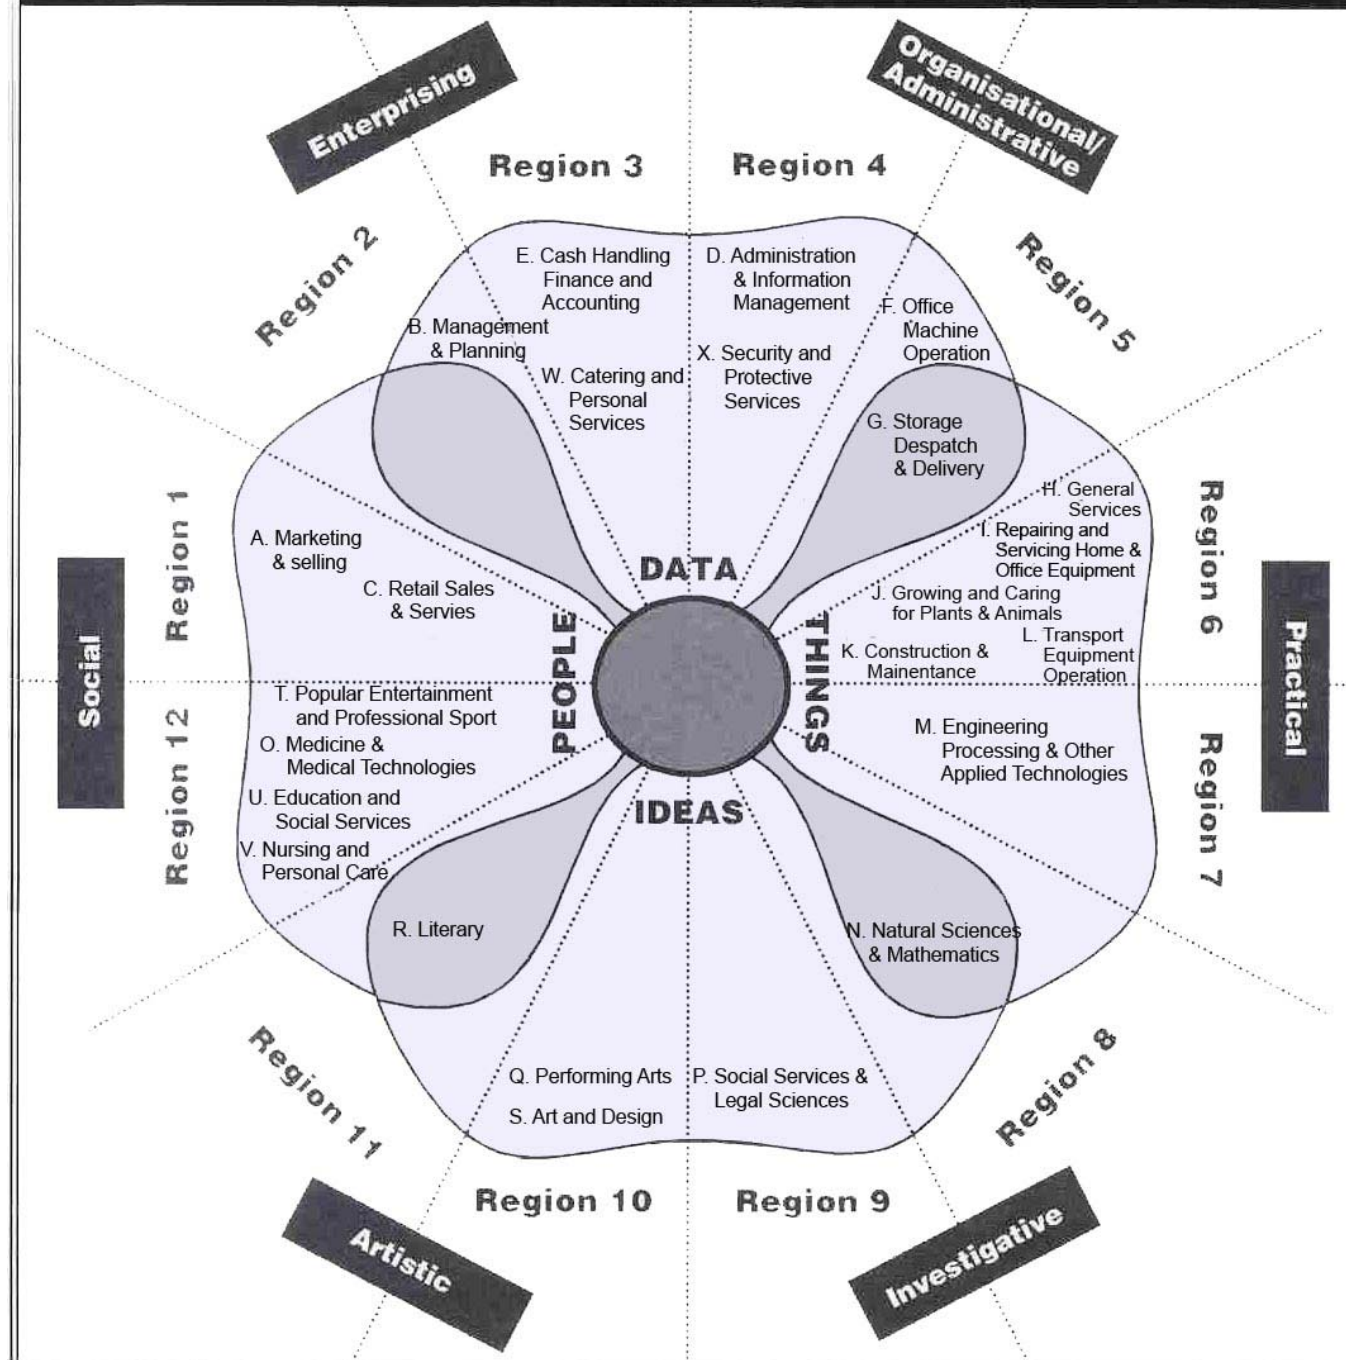 Enterprising
Organisational/
Administrative
Region 3
Region 4
Region 2
Region 5
E. Cash Handling
Finance and
Accounting
D. Administration
& Information
Management
B. Management
& Planning
F. Office
Machine
Operation
W. Catering and
Personal
Services
X. Security and
Protective
Services
G. Storage
Despatch
& Delivery
Region 1
Region 6
H. General
Services
A. Marketing
& selling
I. Repairing and
Servicing Home &
Office Equipment
C. Retail Sales
& Servies
DATA
J. Growing and Caring
for Plants & Animals
Social
PEOPLE
THINGS
K. Construction &
Mainentance
L. Transport
Equipment
Operation
Practical
T. Popular Entertainment
and Professional Sport
O. Medicine &
Medical Technologies
M. Engineering
Processing & Other
Applied Technologies
Region 12
Region 7
U. Education and
Social Services
IDEAS
V. Nursing and
Personal Care
R. Literary
N. Natural Sciences
& Mathematics
Region 11
Region 8
Q. Performing Arts
P. Social Services &
Legal Sciences
S. Art and Design
Region 10
Region 9
Artistic
Investigative